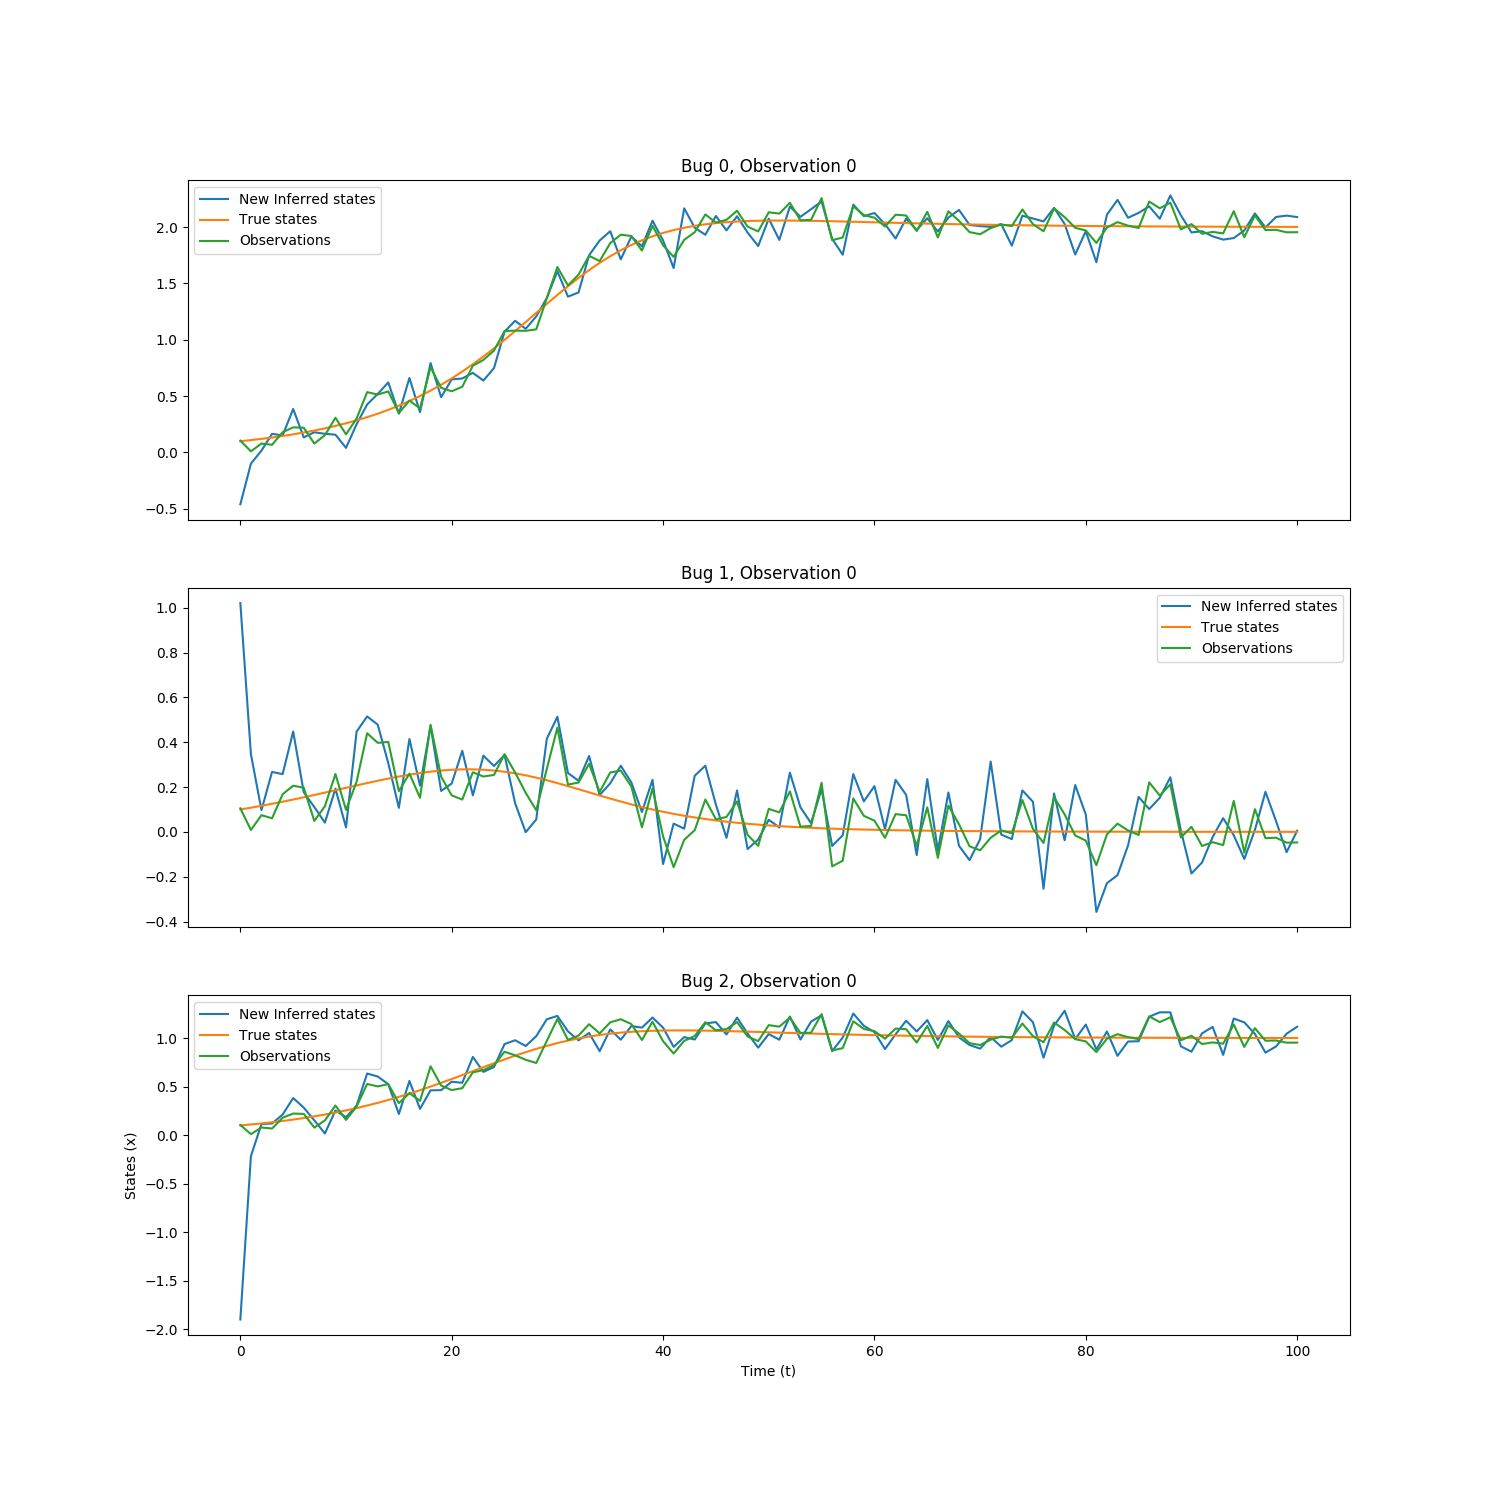 Bug 0, Observation 0
New Inferred states
True states
Observations
2.0
1.5
1.0
0.5
0.0
−0.5
Bug 1, Observation 0
New Inferred states
True states
Observations
1.0
0.8
0.6
0.4
0.2
0.0
−0.2
−0.4
Bug 2, Observation 0
New Inferred states
True states
Observations
States (x)
1.0
0.5
0.0
−0.5
−1.0
−1.5
−2.0
0 20 40 60 80 100
Time (t)